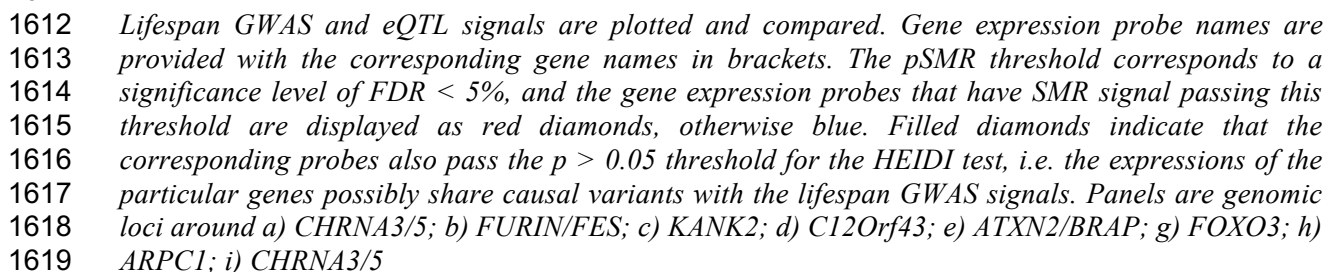 1612 Lifespan GWAS and eQTL signals are plotted and compared. Gene expression probe names are
1613 provided with the corresponding gene names in brackets. The pSMR threshold corresponds to a
1614 significance level of FDR < 5%, and the gene expression probes that have SMR signal passing this
1615 threshold are displayed as red diamonds, otherwise blue. Filled diamonds indicate that the
1616 corresponding probes also pass the p > 0.05 threshold for the HEIDI test, i.e. the expressions of the
1617 particular genes possibly share causal variants with the lifespan GWAS signals. Panels are genomic
1618 loci around a) CHRNA3/5; b) FURIN/FES; c) KANK2; d) C12Orf43; e) ATXN2/BRAP; g) FOXO3; h)
1619 ARPC1; i) CHRNA3/5